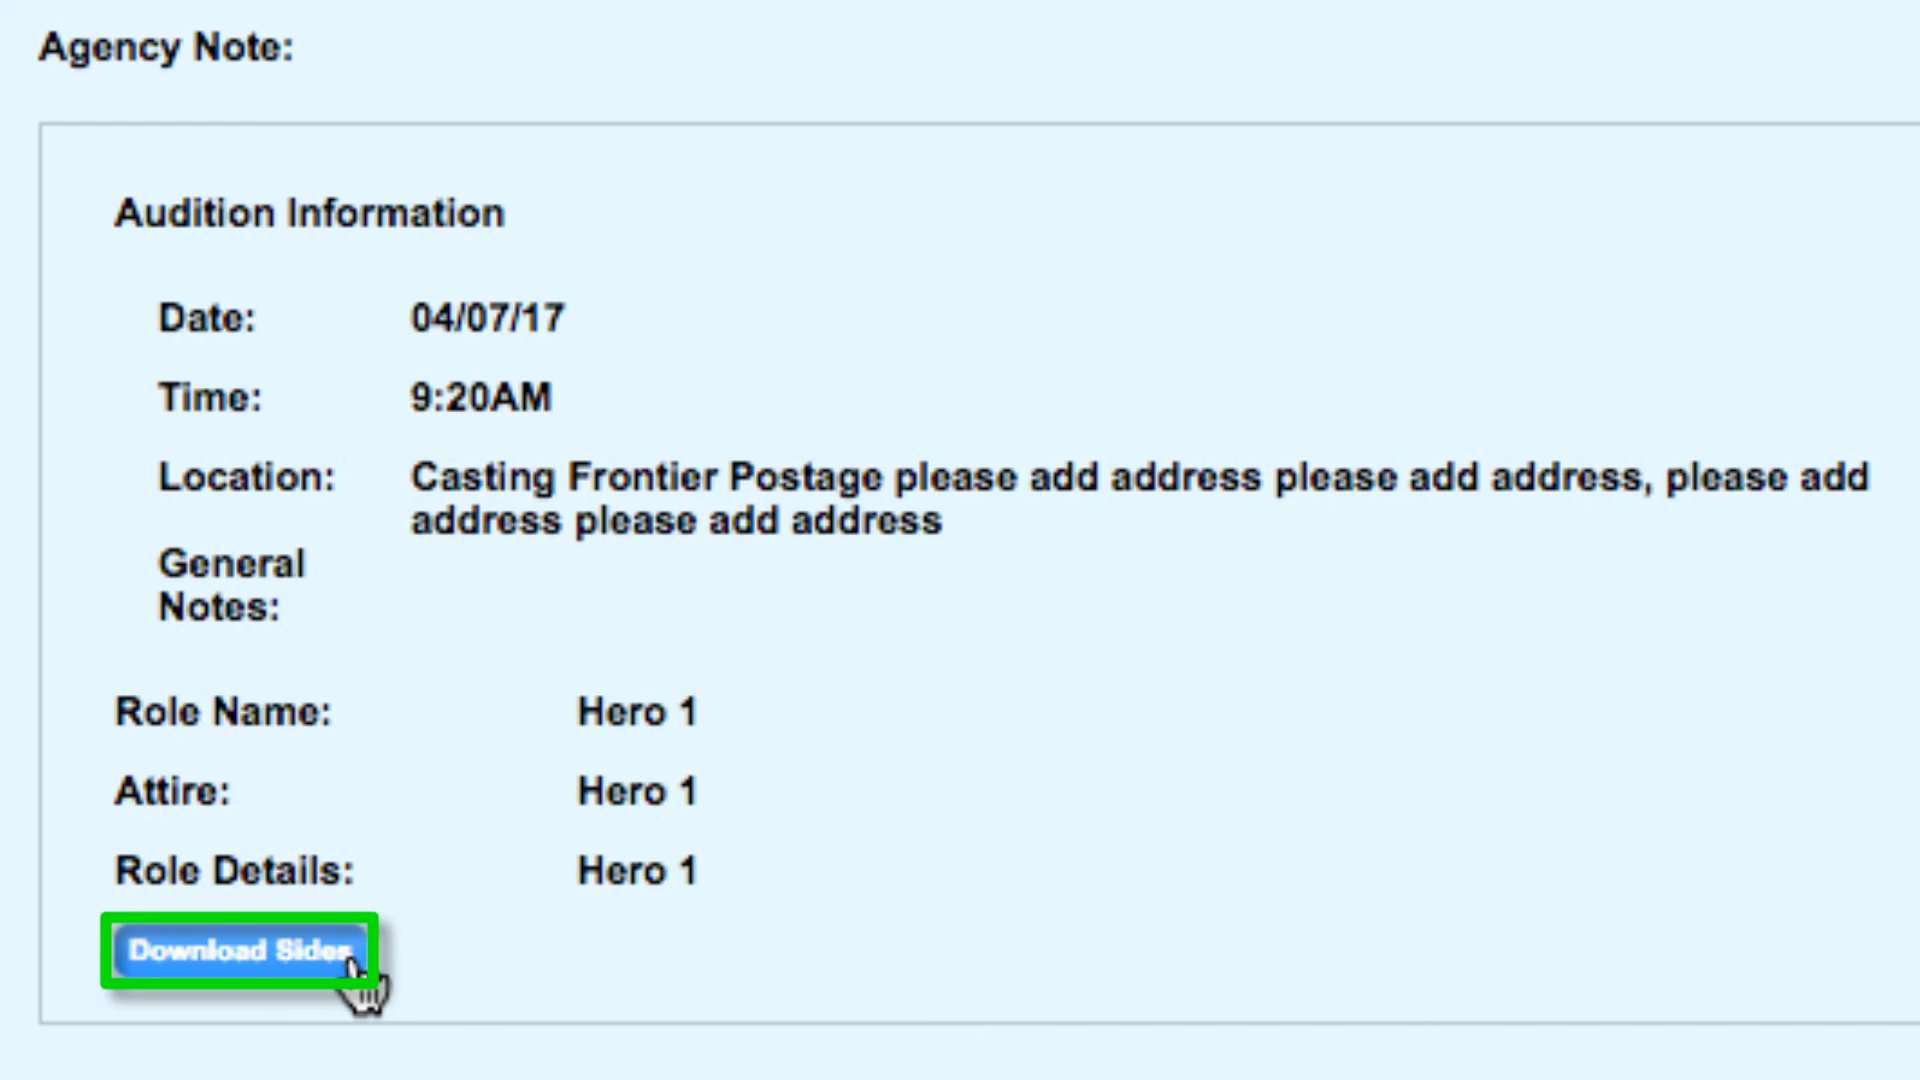 Agency Note:
Audition Information
Date: 04/07/17
Time: 9:20AM
Location: Casting Frontier Postage please add address please add address, please add
address please add address
General
Notes:
Role Name: Hero 1
Attire: Hero 1
Role Details: Hero 1
Download Sides